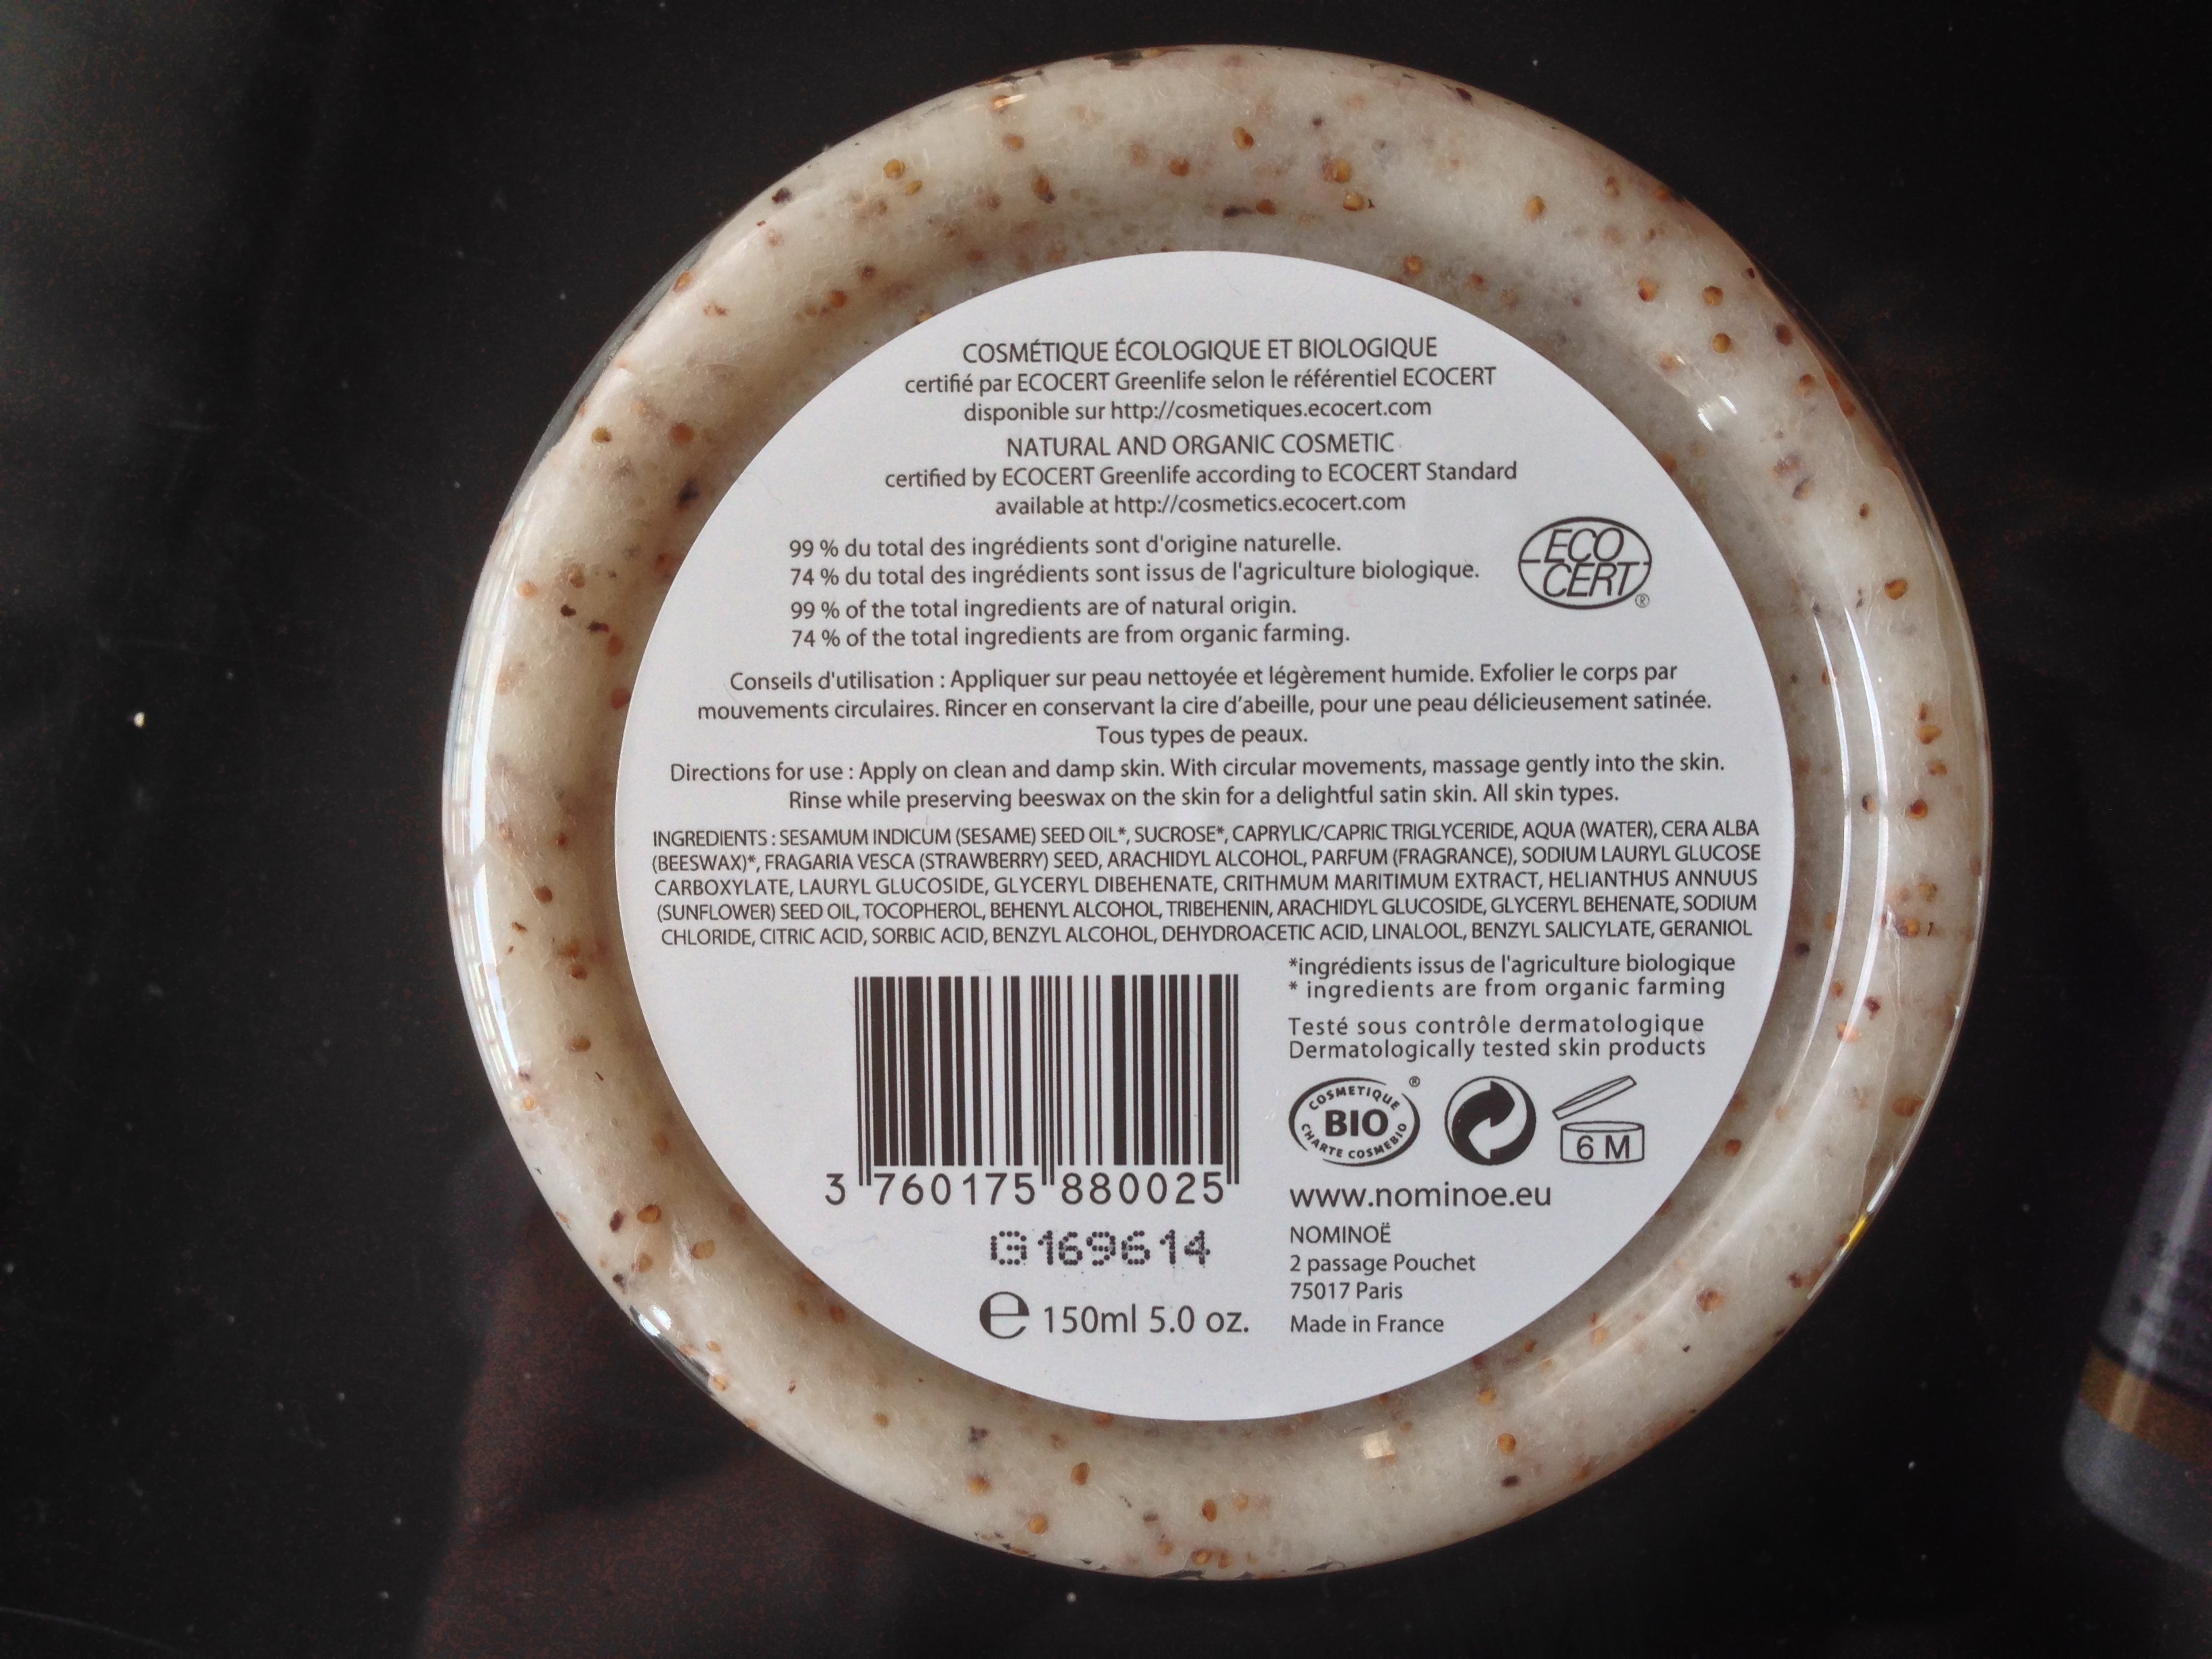 COSMÉTIQUE ÉCOLOGIQUE ET BIOLOGIQUE
certifié par ECOCERT Greenlife selon le référentiel ECOCERT
disponible sur http://cosmetiques.ecocert.com
NATURAL AND ORGANIC COSMETIC
certified by ECOCERT Greenlife according to ECOCERT Standard
available at http://cosmetics.ecocert.com
99 % du total des ingrédients sont d'origine naturelle.
74 % du total des ingrédients sont issus de l'agriculture biologique.
99 % of the total ingredients are of natural origin.
74 % of the total ingredients are from organic farming.
ECO
CERT
®
Conseils d'utilisation : Appliquer sur peau nettoyée et légèrement humide. Exfolier le corps par
mouvements circulaires. Rincer en conservant la cire d'abeille, pour une peau délicieusement satinée.
Tous types de peaux.
Directions for use : Apply on clean and damp skin. With circular movements, massage gently into the skin.
Rinse while preserving beeswax on the skin for a delightful satin skin. All skin types.
INGREDIENTS : SESAMUM INDICUM (SESAME) SEED OIL*, SUCROSE*, CAPRYLIC/CAPRIC TRIGLYCERIDE, AQUA (WATER), CERA ALBA
(BEESWAX)*, FRAGARIA VESCA (STRAWBERRY) SEED, ARACHIDYL ALCOHOL, PARFUM (FRAGRANCE), SODIUM LAURYL GLUCOSE
CARBOXYLATE, LAURYL GLUCOSIDE, GLYCERYL DIBEHENATE, CRITHMUM MARITIMUM EXTRACT, HELIANTHUS ANNUUS
(SUNFLOWER) SEED OIL, TOCOPHEROL, BEHENYL ALCOHOL, TRIBEHENIN, ARACHIDYL GLUCOSIDE, GLYCERYL BEHENATE, SODIUM
CHLORIDE, CITRIC ACID, SORBIC ACID, BENZYL ALCOHOL, DEHYDROACETIC ACID, LINALOOL, BENZYL SALICYLATE, GERANIOL
*ingrédients issus de l'agriculture biologique
* ingredients are from organic farming
Testé sous contrôle dermatologique
Dermatologically tested skin products
COSMETIQUE ®
BIO
CHARTE COSMEBIO
6 M
3 760175 880025
G169614
e 150ml 5.0 oz.
www.nominoe.eu
NOMINOË
2 passage Pouchet
75017 Paris
Made in France